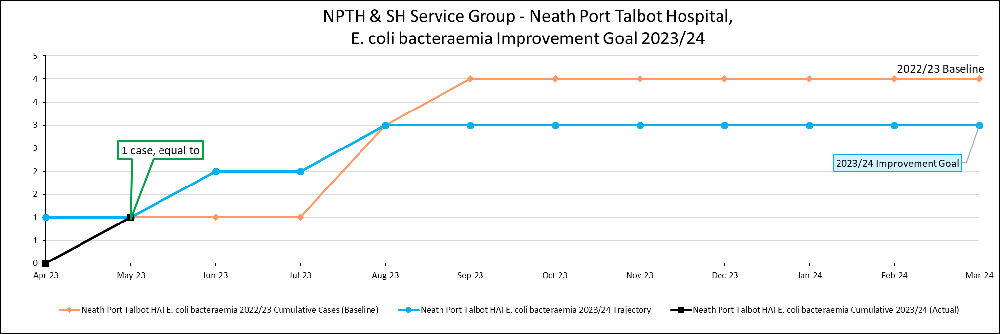 NPTH & SH Service Group - Neath Port Talbot Hospital,
E. coli bacteraemia Improvement Goal 2023/24
5
2022/23 Baseline
4
4
3
1 case, equal to
3
2023/24 Improvement Goal
2
2
1
1
0
Apr-23 May-23 Jun-23 Jul-23 Aug-23 Sep-23 Oct-23 Nov-23 Dec-23 Jan-24 Feb-24 Mar-24
Neath Port Talbot HAI E. coli bacteraemia 2022/23 Cumulative Cases (Baseline) Neath Port Talbot HAI E. coli bacteraemia 2023/24 Trajectory Neath Port Talbot HAI E. coli bacteraemia Cumulative 2023/24 (Actual)